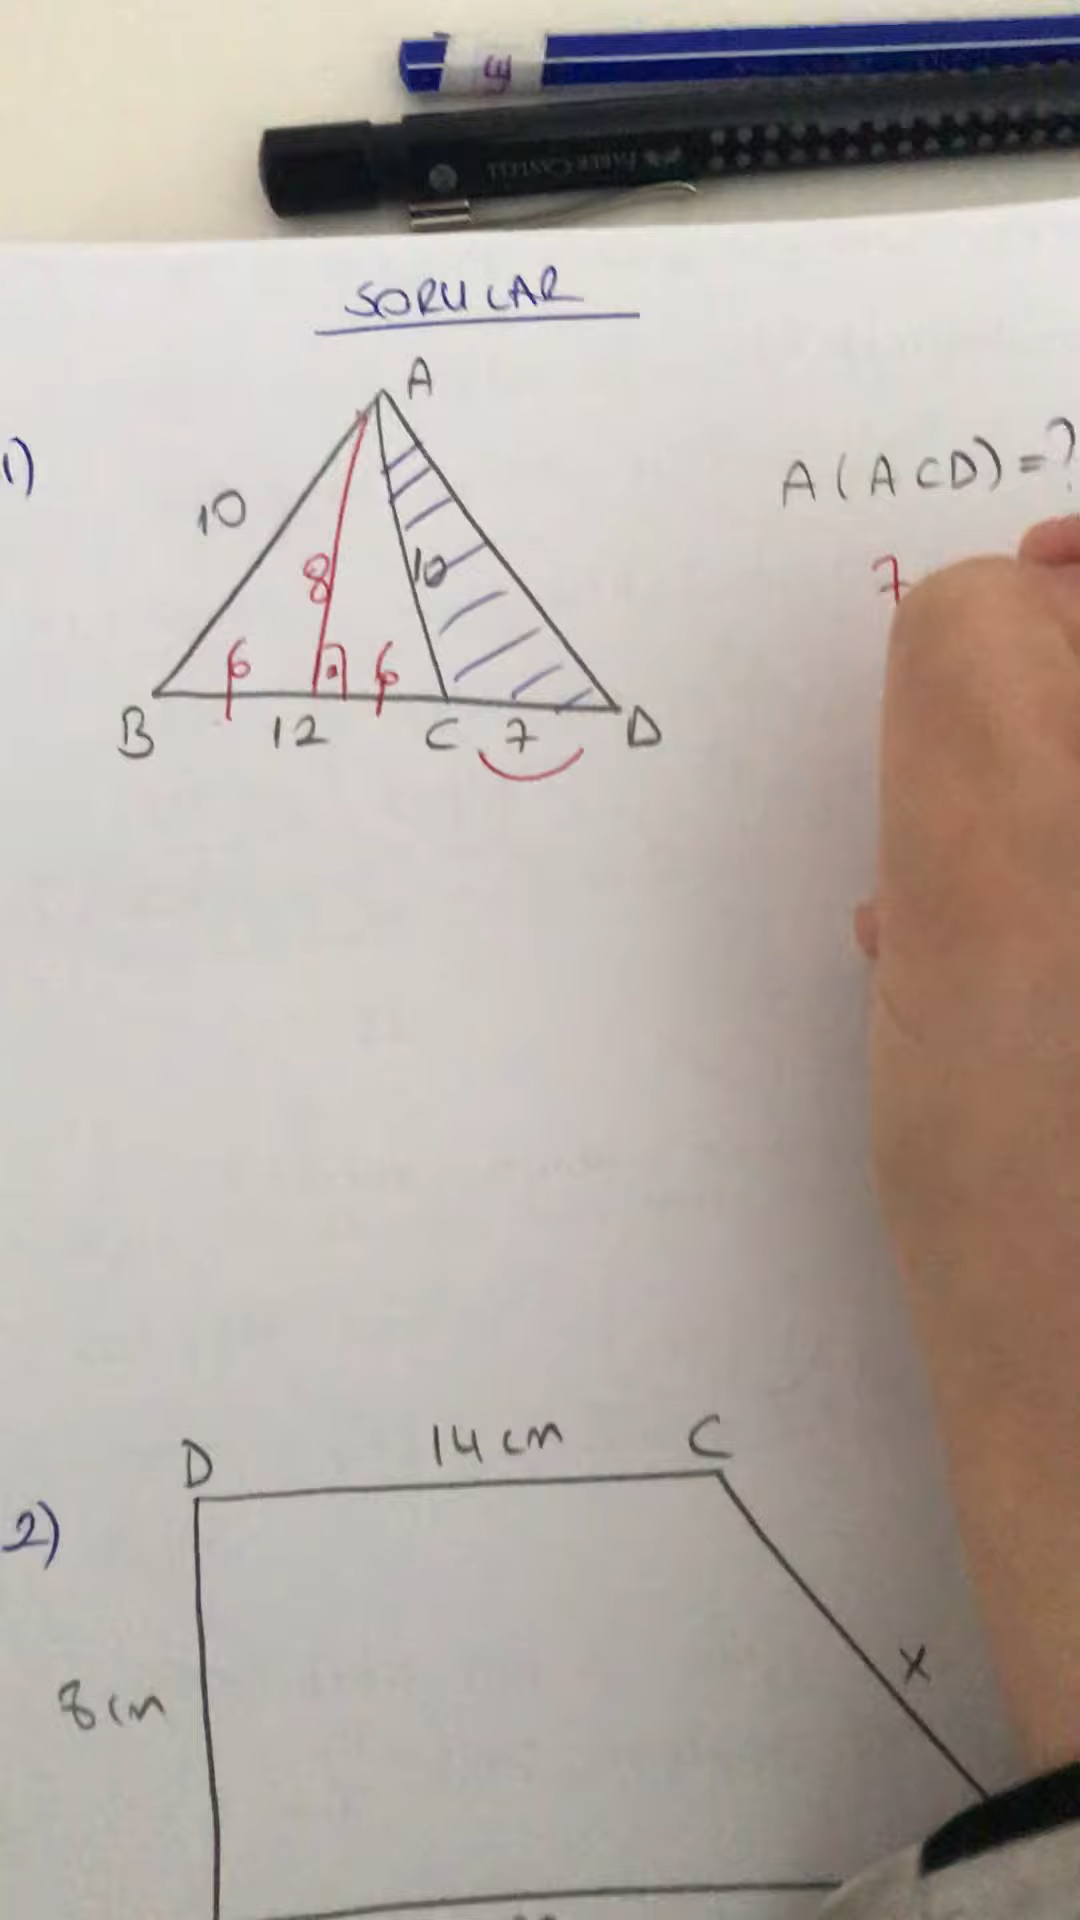 FABER-CASTELL
SORULAR
1)
A
10
8
10
6
6
B
12
C
7
D
A(ACD)=?
7
2)
D
14 cm
C
8 cm
x